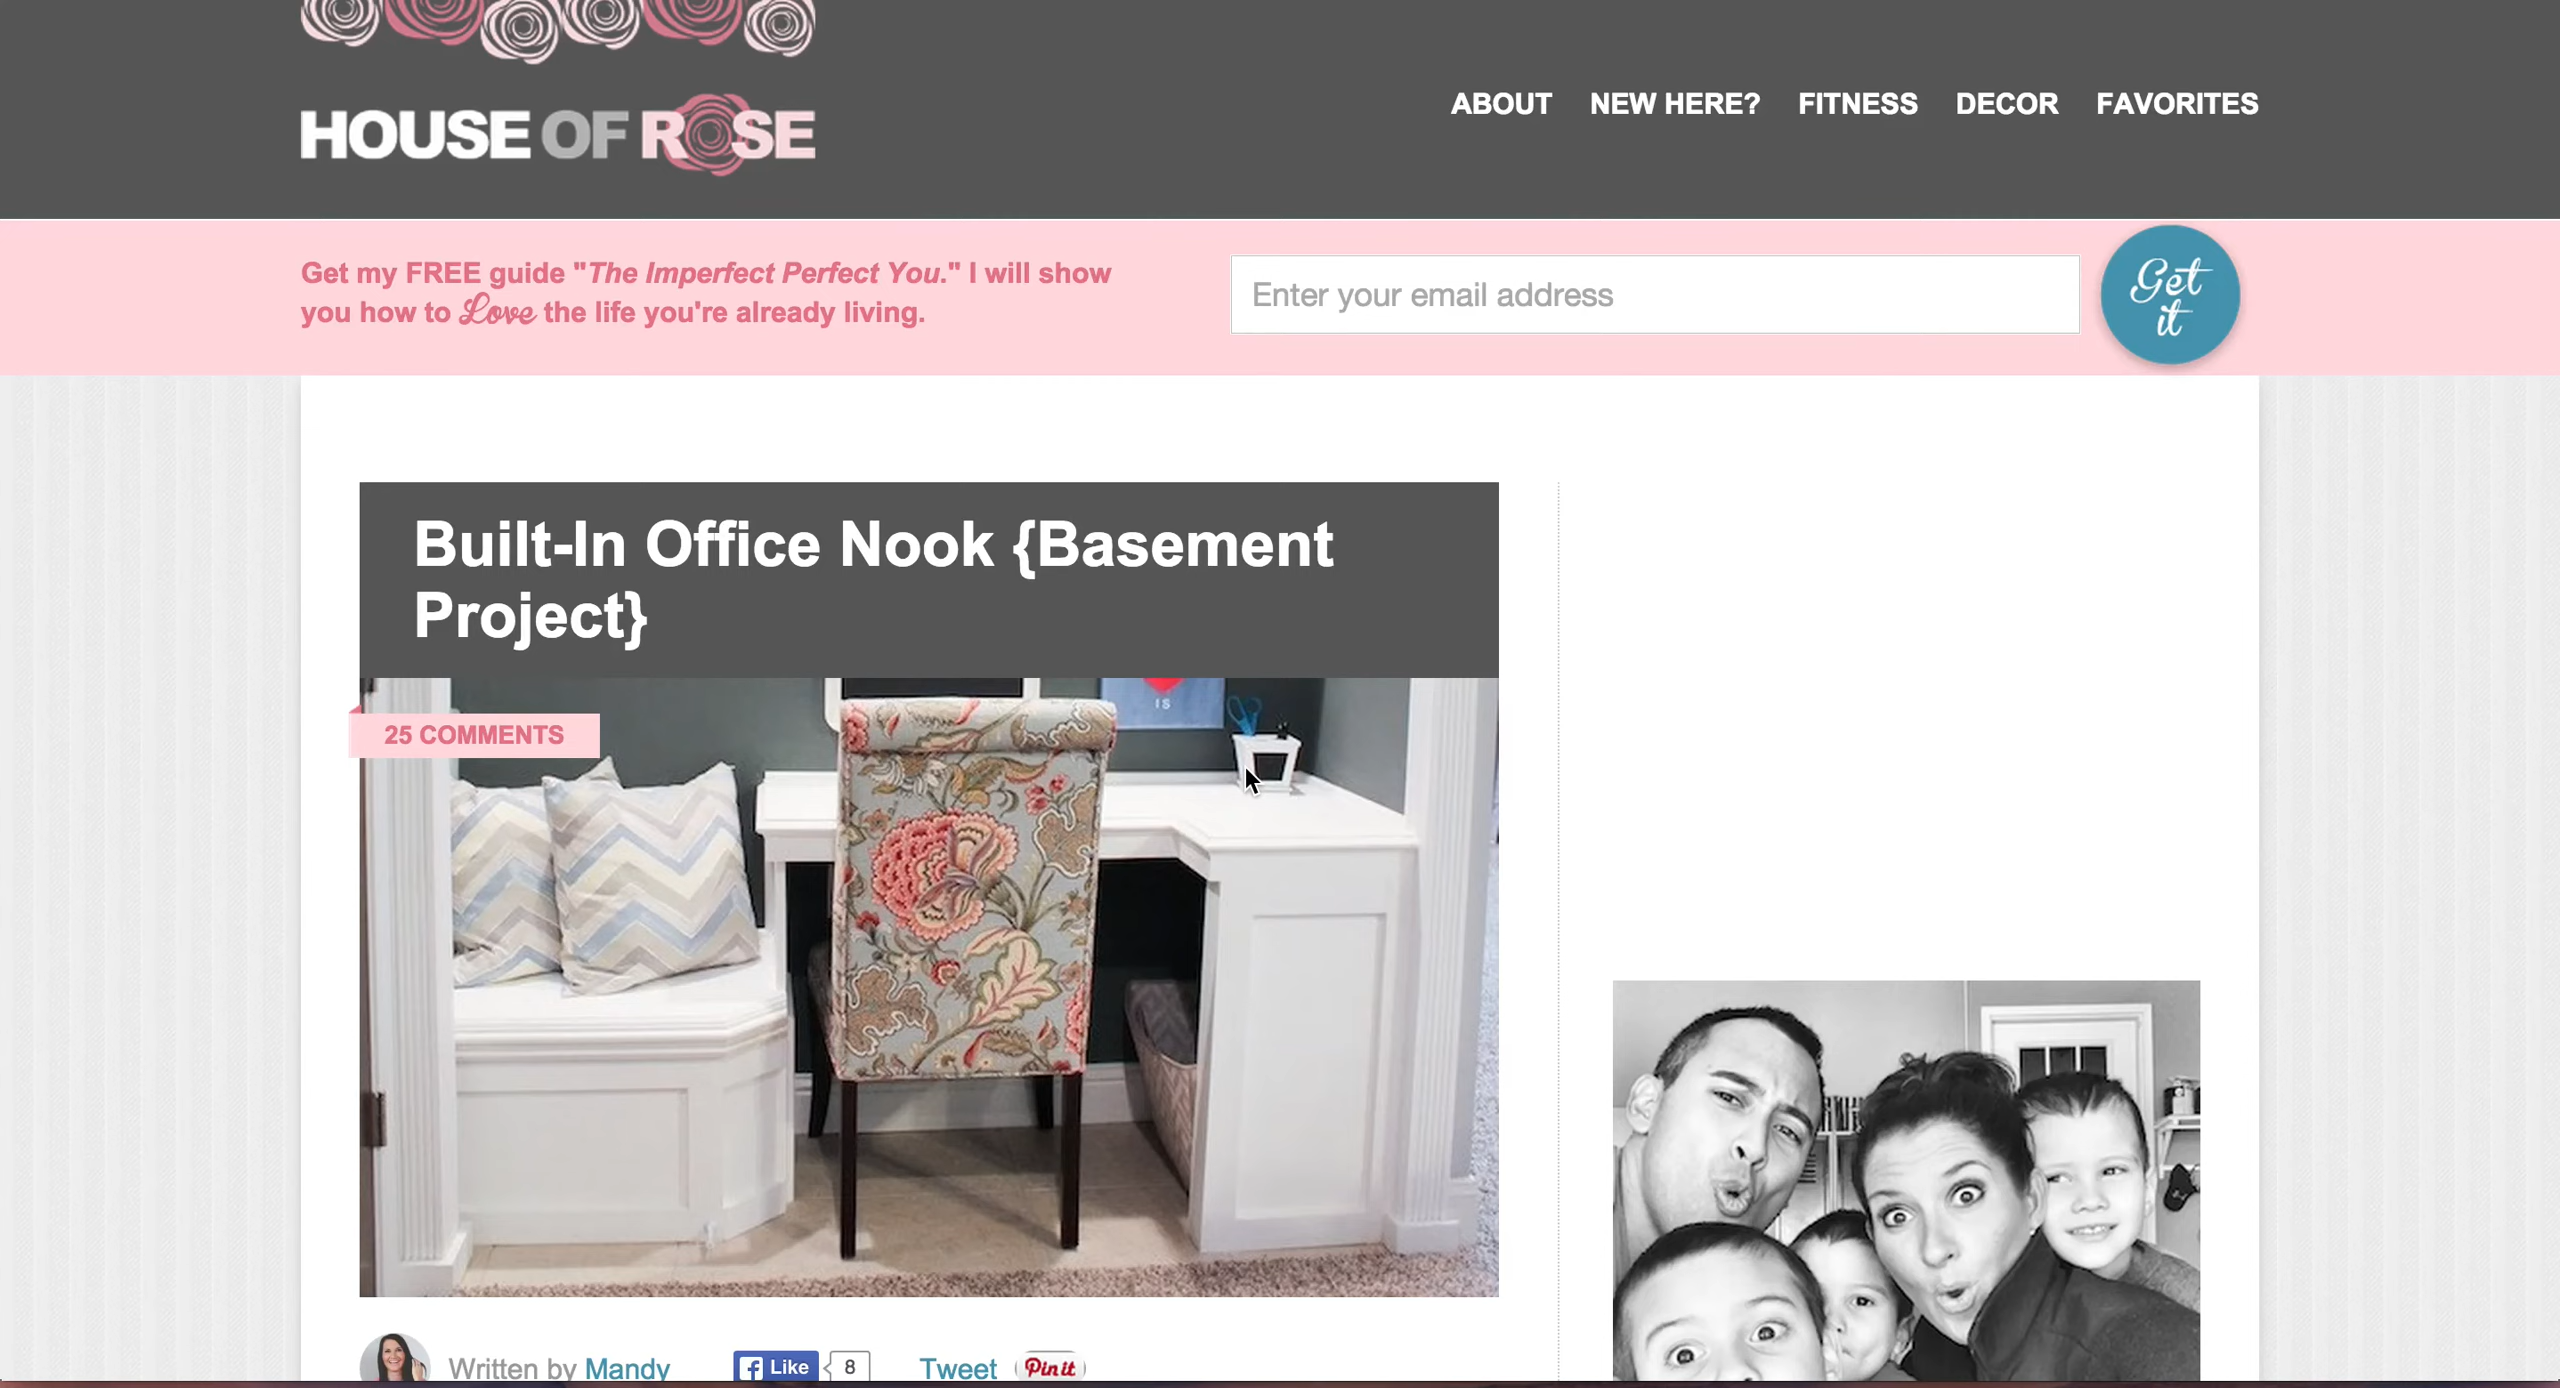 HOUSE OF ROSE
ABOUT NEW HERE? FITNESS DECOR FAVORITES
Get my FREE guide "The Imperfect Perfect You." I will show
you how to Love the life you're already living.
Enter your email address
Get
it
Built-In Office Nook {Basement
Project}
IS
25 COMMENTS
Written by Mandy
Like 8
Tweet
Pin it